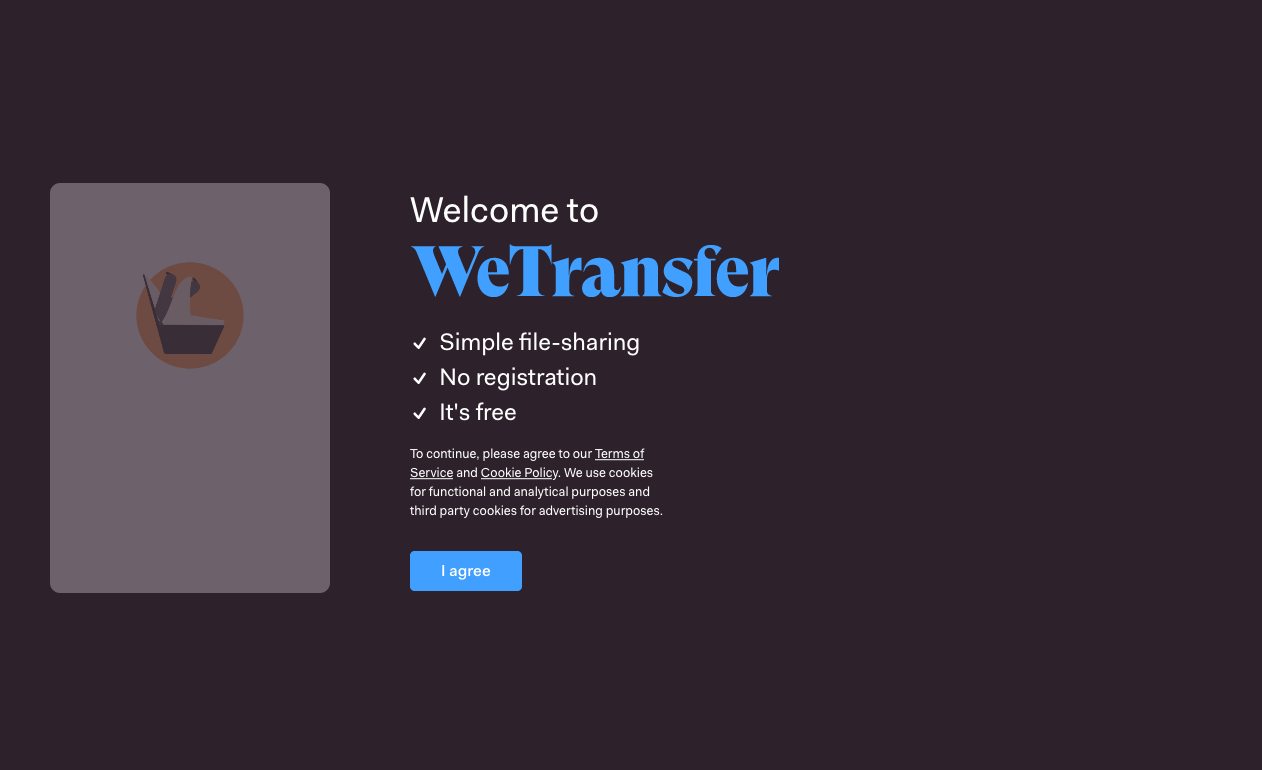 Welcome to
WeTransfer
Simple file-sharing
No registration
It's free
To continue, please agree to our Terms of
Service and Cookie Policy. We use cookies
for functional and analytical purposes and
third party cookies for advertising purposes.
I agree